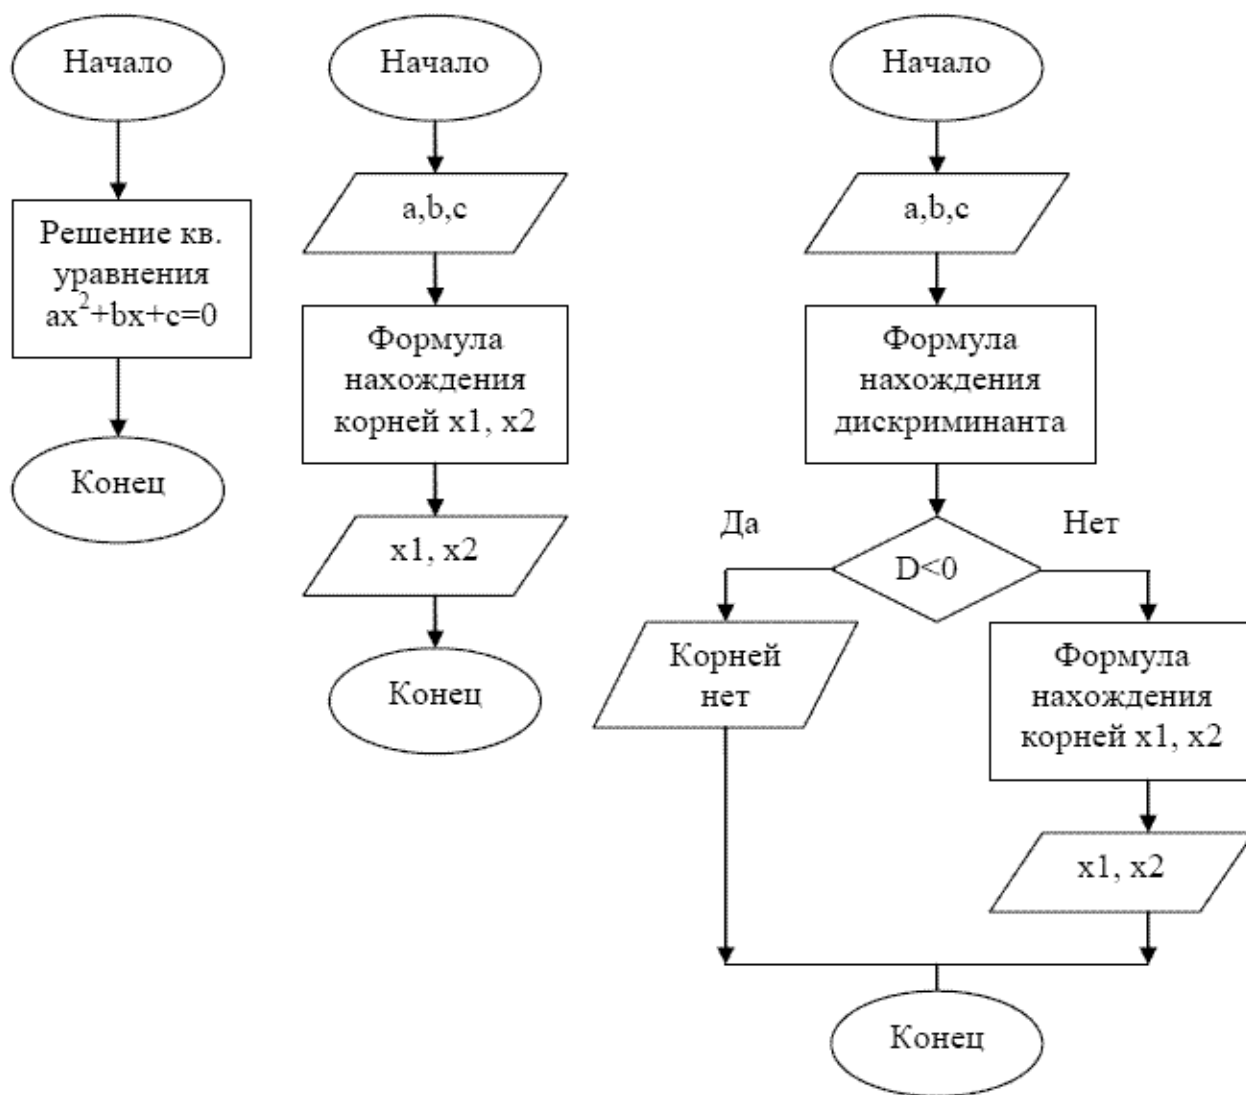 Начало
Решение кв.
уравнения
ax²+bx+c=0
Конец
Начало
a,b,c
Формула
нахождения
корней x1, x2
x1, x2
Конец
Начало
a,b,c
Формула
нахождения
дискриминанта
Да
Нет
D<0
Корней
нет
Формула
нахождения
корней x1, x2
x1, x2
Конец